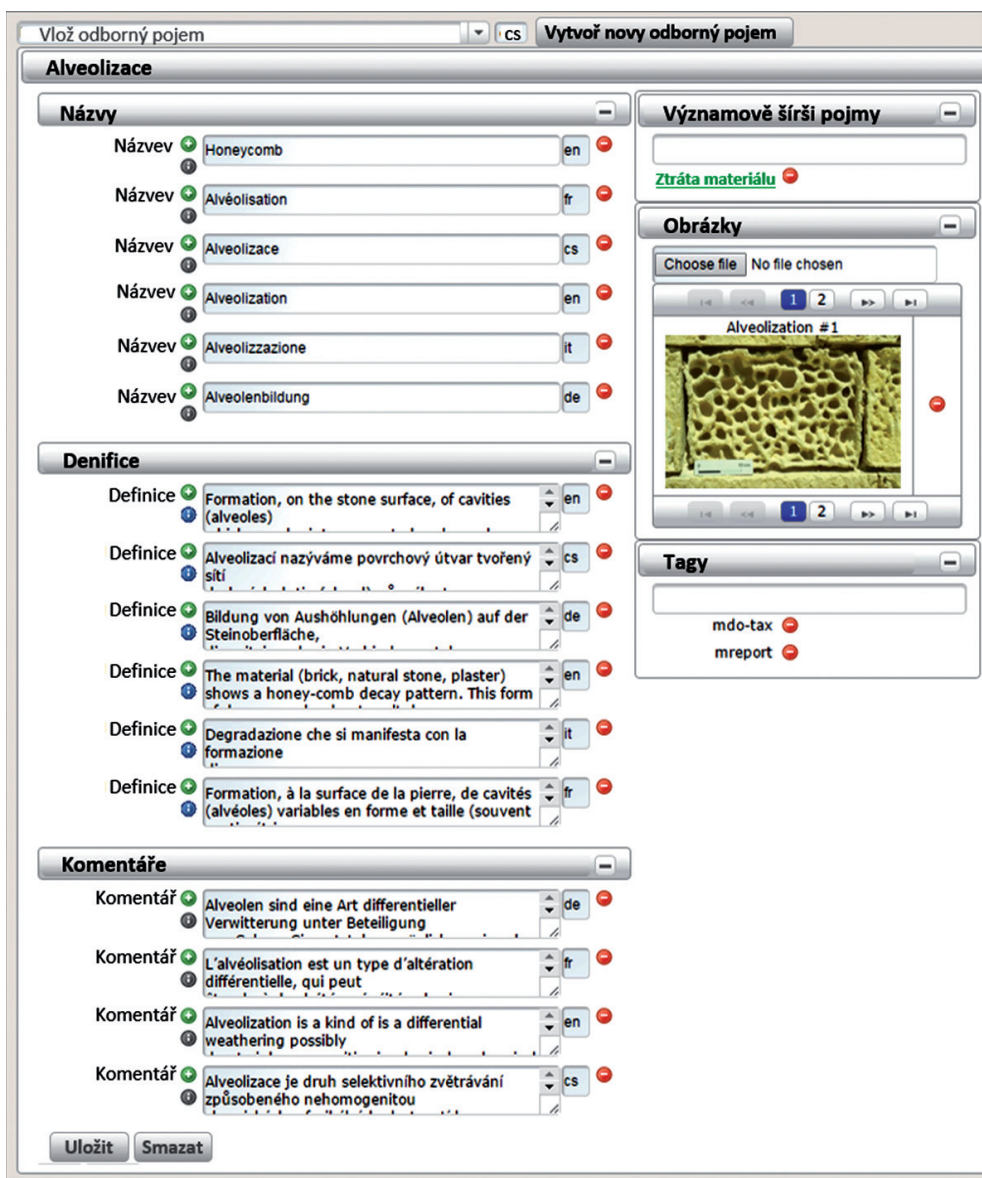 Vlož odborný pojem
cs
Vytvoř novy odborný pojem
Alveolizace
Názvy
Názvev Honeycomb en
Názvev Alvéolisation fr
Názvev Alveolizace cs
Názvev Alveolization en
Názvev Alveolizzazione it
Názvev Alveolenbildung de
Denifice
Definice Formation, on the stone surface, of cavities en
(alveoles)
Definice Alveolizací nazýváme povrchový útvar tvořený cs
sítí
Definice Bildung von Aushöhlungen (Alveolen) auf der de
Steinoberfläche,
Definice The material (brick, natural stone, plaster) en
shows a honey-comb decay pattern. This form
Definice Degradazione che si manifesta con la it
formazione
Definice Formation, à la surface de la pierre, de cavités fr
(alvéoles) variables en forme et taille (souvent
Komentáře
Komentář Alveolen sind eine Art differentieller de
Verwitterung unter Beteiligung
Komentář L'alvéolisation est un type d'altération fr
différentielle, qui peut
Komentář Alveolization is a kind of is a differential en
weathering possibly
Komentář Alveolizace je druh selektivního zvětrávání cs
způsobeného nehomogenitou
Uložit Smazat
Významově šírši pojmy
Ztráta materiálu
Obrázky
Choose file No file chosen
1 2
Alveolization #1
1 2
Tagy
mdo-tax
mreport